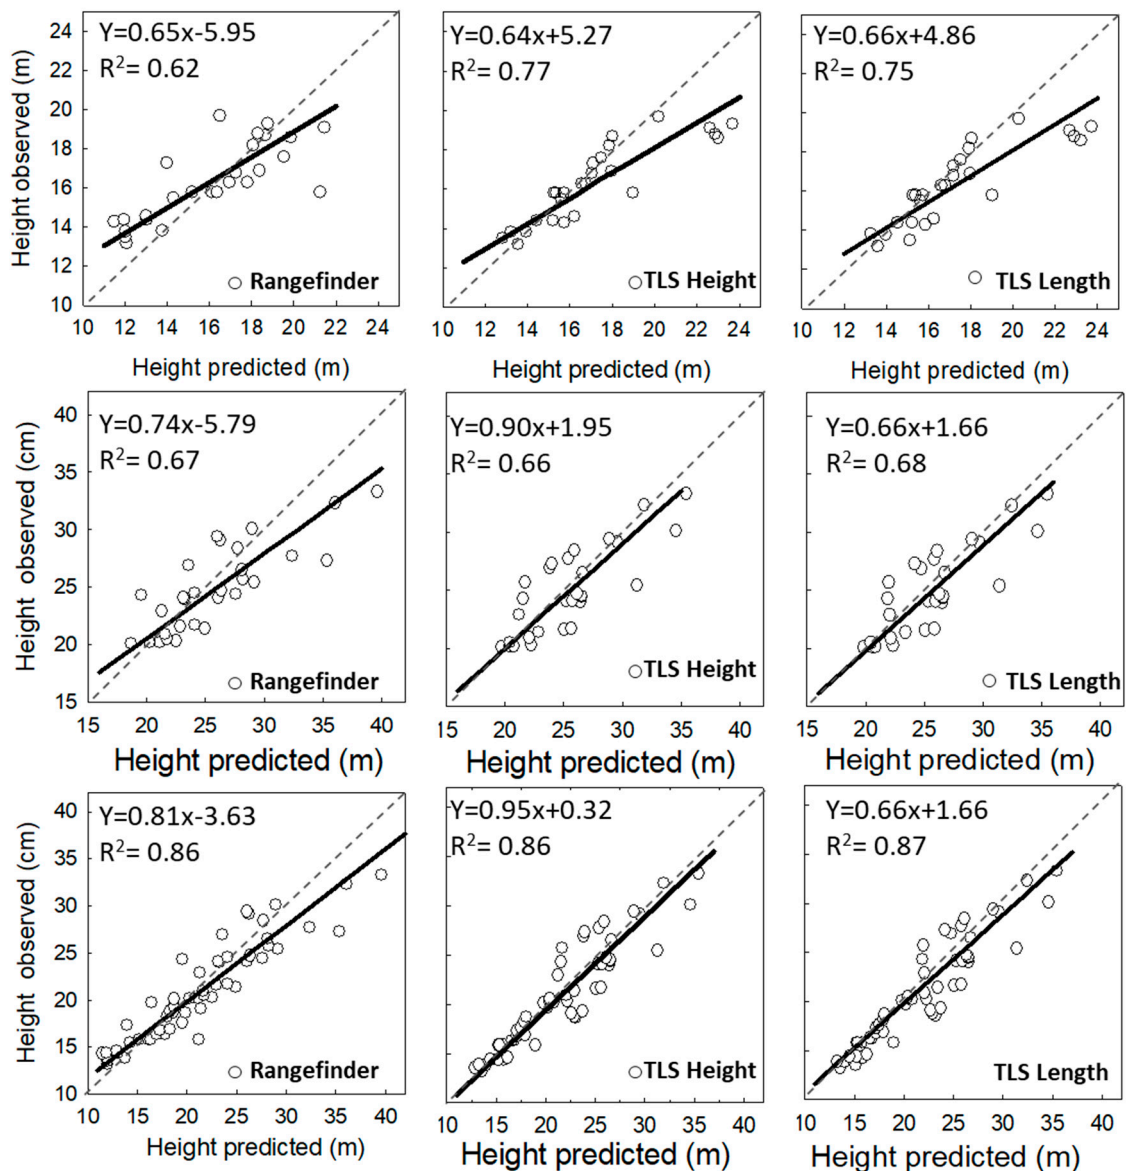 Y=0.65x-5.95
R2= 0.62
Height observed (m)
24
22
20
18
16
14
12
10
Rangefinder
10 12 14 16 18 20 22 24
Height predicted (m)
Y=0.64x+5.27
R2= 0.77
TLS Height
10 12 14 16 18 20 22 24
Height predicted (m)
Y=0.66x+4.86
R2= 0.75
TLS Length
10 12 14 16 18 20 22 24
Height predicted (m)
Y=0.74x-5.79
R2= 0.67
Height observed (cm)
40
35
30
25
20
15
Rangefinder
15 20 25 30 35 40
Height predicted (m)
Y=0.90x+1.95
R2= 0.66
TLS Height
15 20 25 30 35 40
Height predicted (m)
Y=0.66x+1.66
R2= 0.68
TLS Length
15 20 25 30 35 40
Height predicted (m)
Y=0.81x-3.63
R2= 0.86
Height observed (cm)
40
35
30
25
20
15
10
Rangefinder
10 15 20 25 30 35 40
Height predicted (m)
Y=0.95x+0.32
R2= 0.86
TLS Height
10 15 20 25 30 35 40
Height predicted (m)
Y=0.66x+1.66
R2= 0.87
TLS Length
10 15 20 25 30 35 40
Height predicted (m)